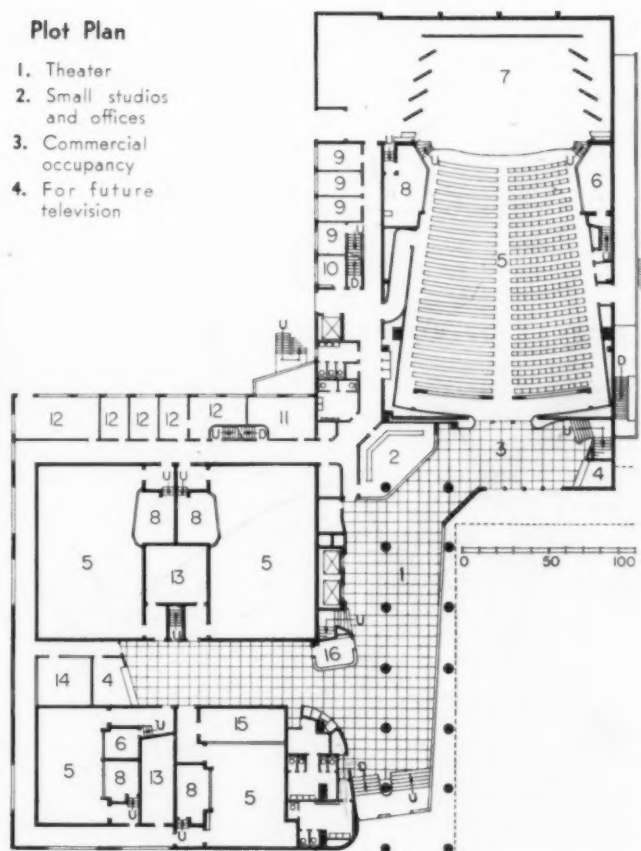 Plot Plan
1. Theater
2. Small studios
and offices
3. Commercial
occupancy
4. For future
television
7
U
U
9
8
6
U
U
9
9
9
U
5
U
10
D
U
D
12
12
12
12
12
11
U
D
2
3
U
4
U
U
8
8
5
13
5
U
1
0
50
100
U
16
14
4
15
U
6
5
13
8
8
5
U
U
D
U